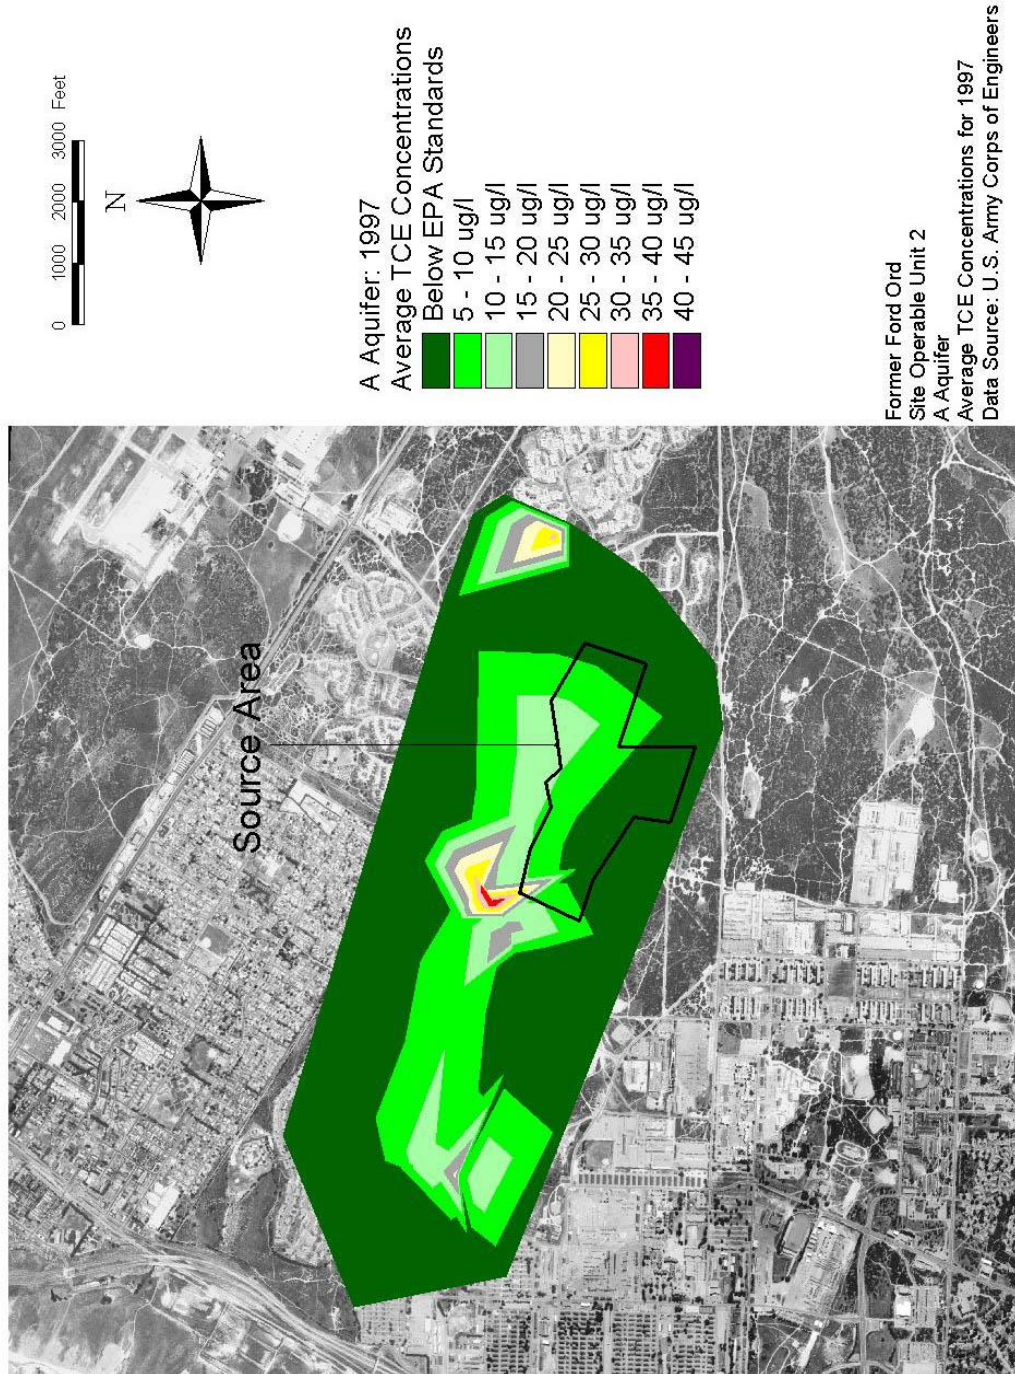 0 1000 2000 3000 Feet
N
A Aquifer: 1997
Average TCE Concentrations
Below EPA Standards
5 - 10 ug/l
10 - 15 ug/l
15 - 20 ug/l
20 - 25 ug/l
25 - 30 ug/l
30 - 35 ug/l
35 - 40 ug/l
40 - 45 ug/l
Source Area
Former Ford Ord
Site Operable Unit 2
A Aquifer
Average TCE Concentrations for 1997
Data Source: U.S. Army Corps of Engineers